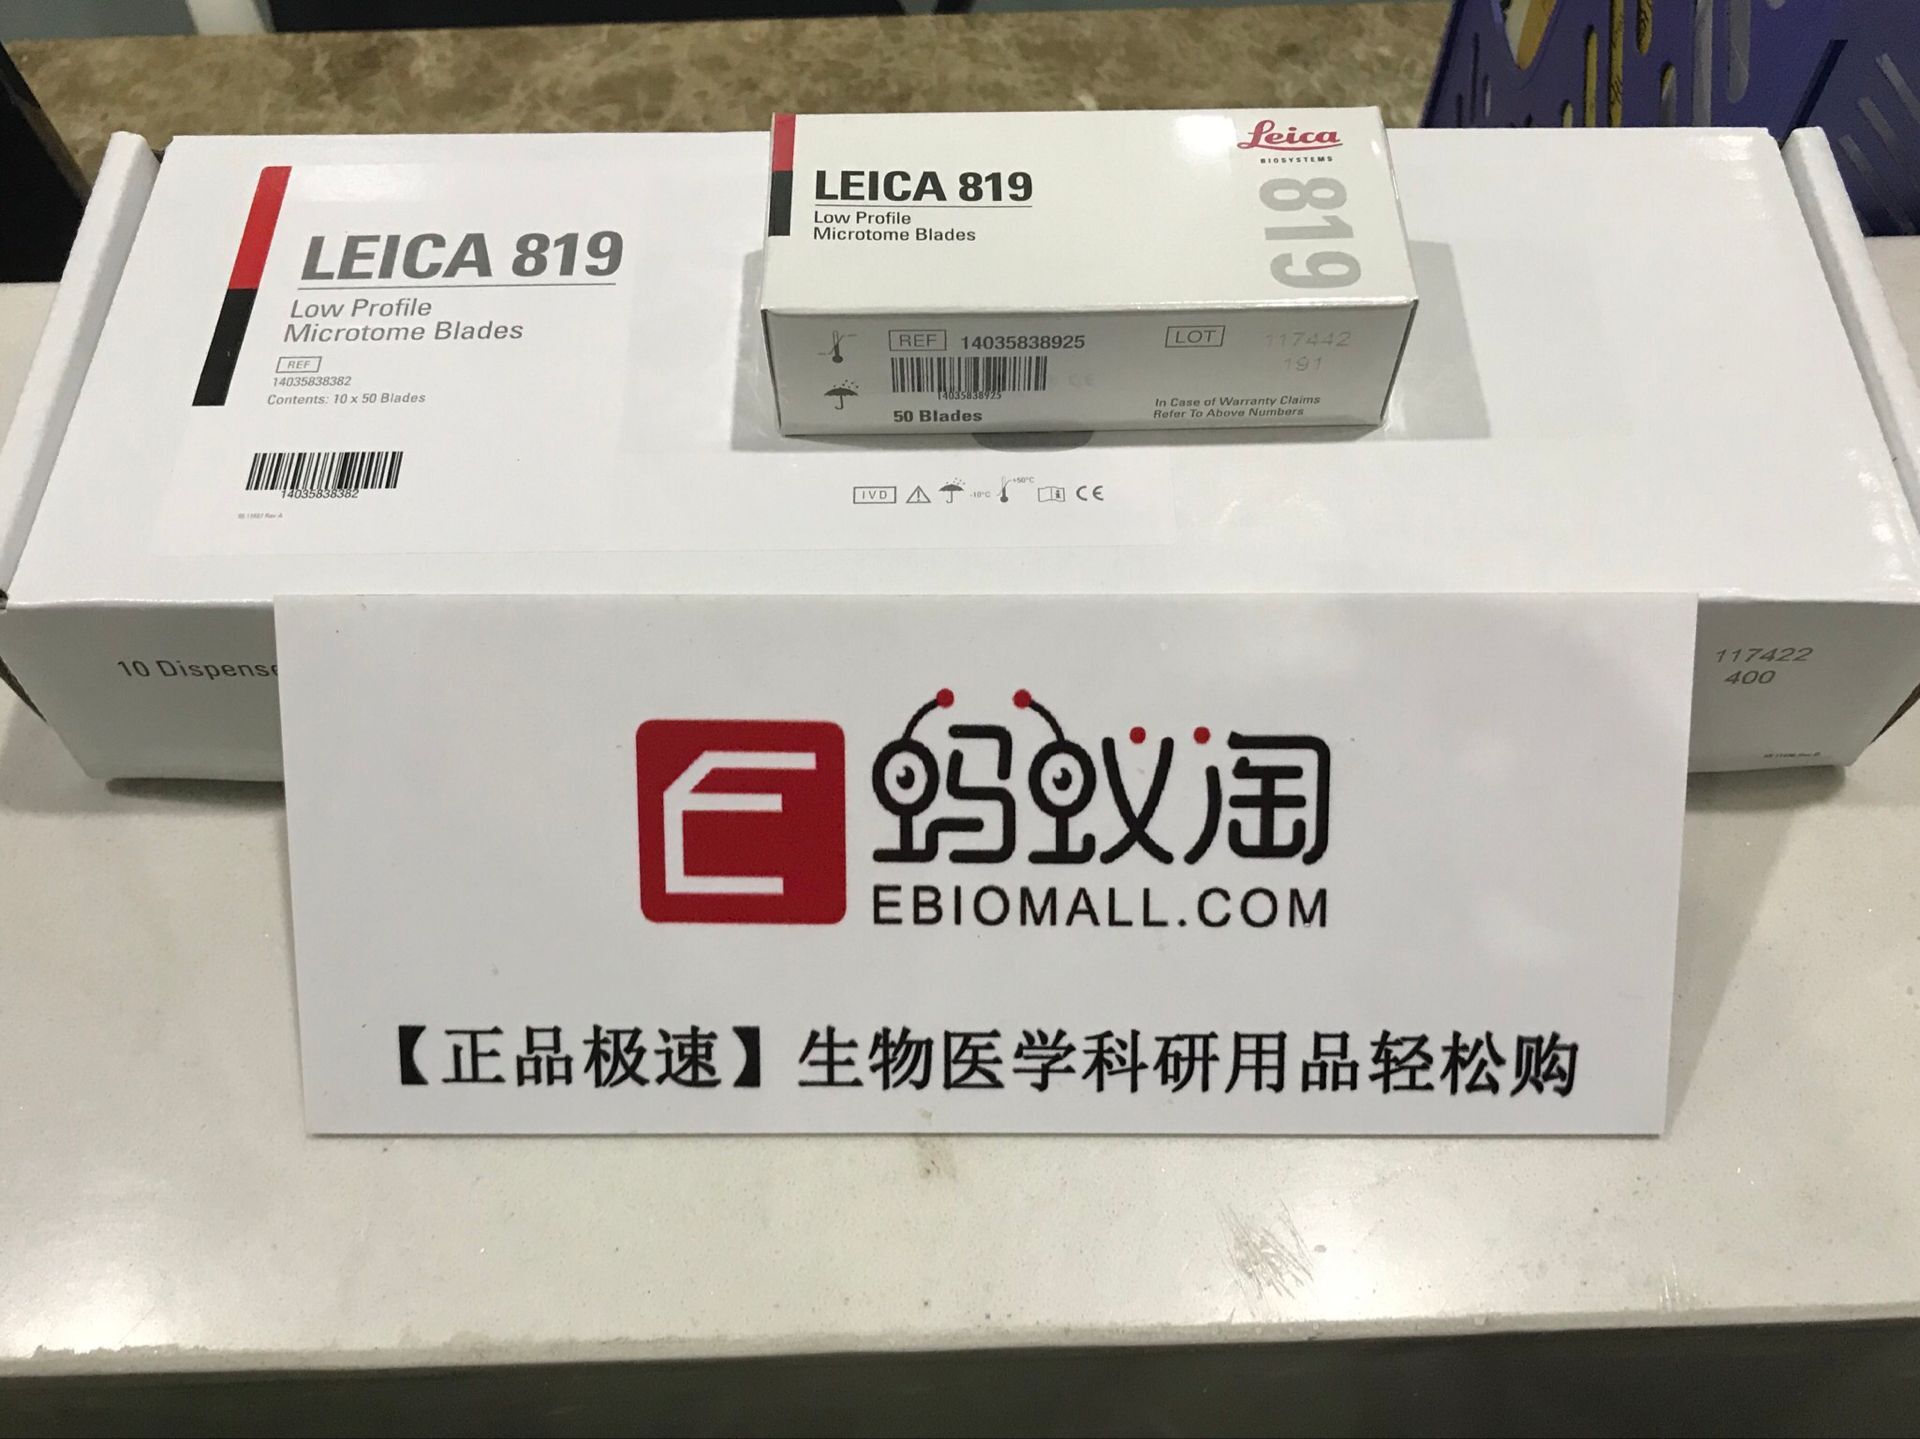 LEICA 819
Low Profile
Microtome Blades
REF
14035838382
Contents: 10 x 50 Blades
14035838382
IVD
-10°C
+50°C
CE
LEICA 819
Low Profile
Microtome Blades
Leica
BIOSYSTEMS
819
REF 14035838925
14035838925
50 Blades
LOT
117442
191
In Case of Warranty Claims
Refer To Above Numbers
10 Dispense
117422
400
蚂蚁淘
EBIOMALL.COM
【正品极速】生物医学科研用品轻松购